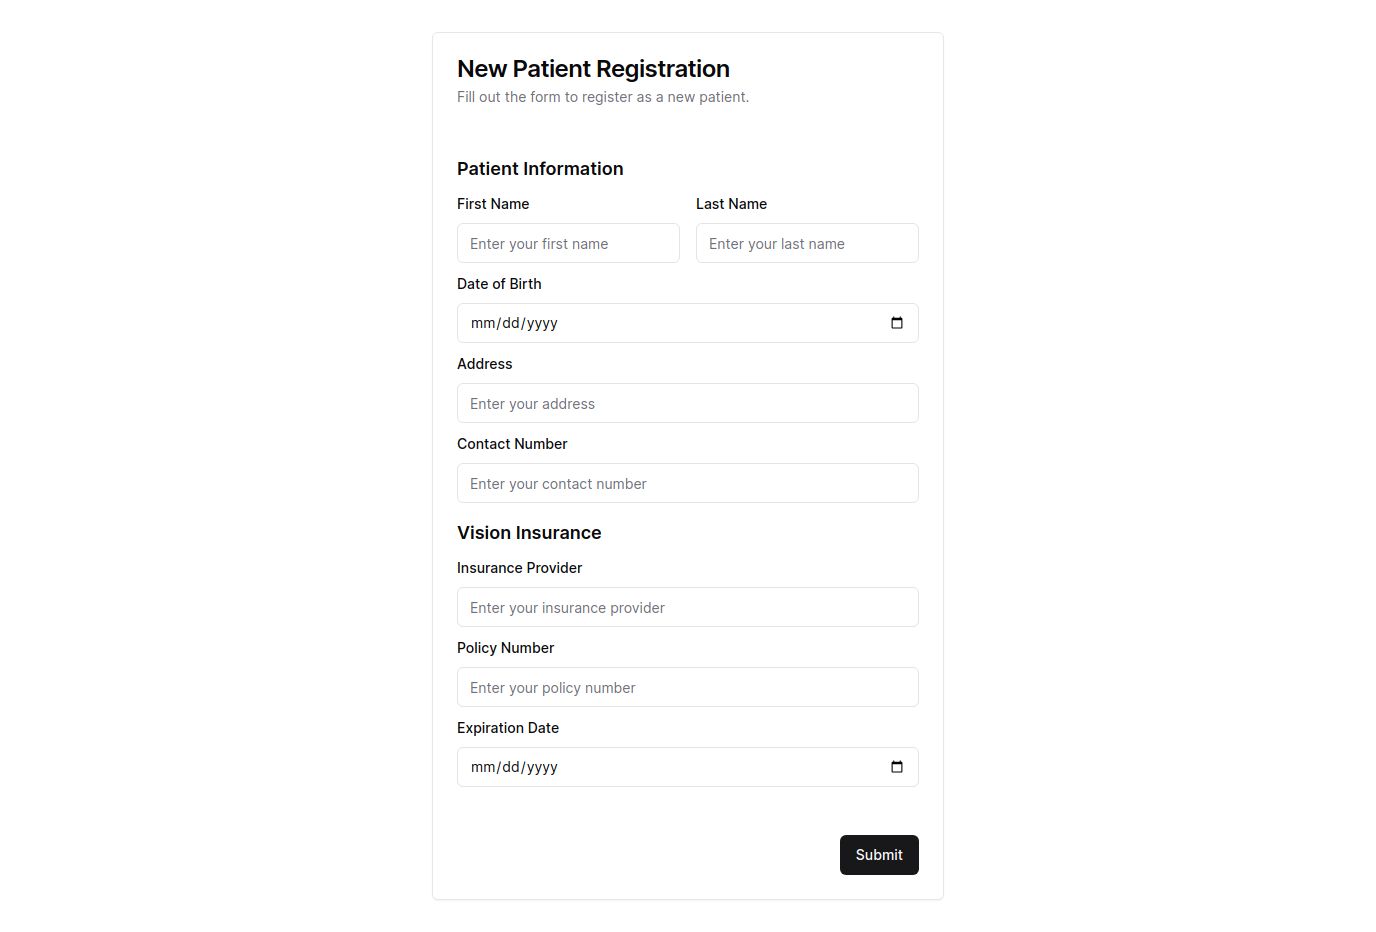 New Patient Registration
Fill out the form to register as a new patient.
Patient Information
First Name
Last Name
Enter your first name
Enter your last name
Date of Birth
mm/dd/yyyy
Address
Enter your address
Contact Number
Enter your contact number
Vision Insurance
Insurance Provider
Enter your insurance provider
Policy Number
Enter your policy number
Expiration Date
mm/dd/yyyy
Submit